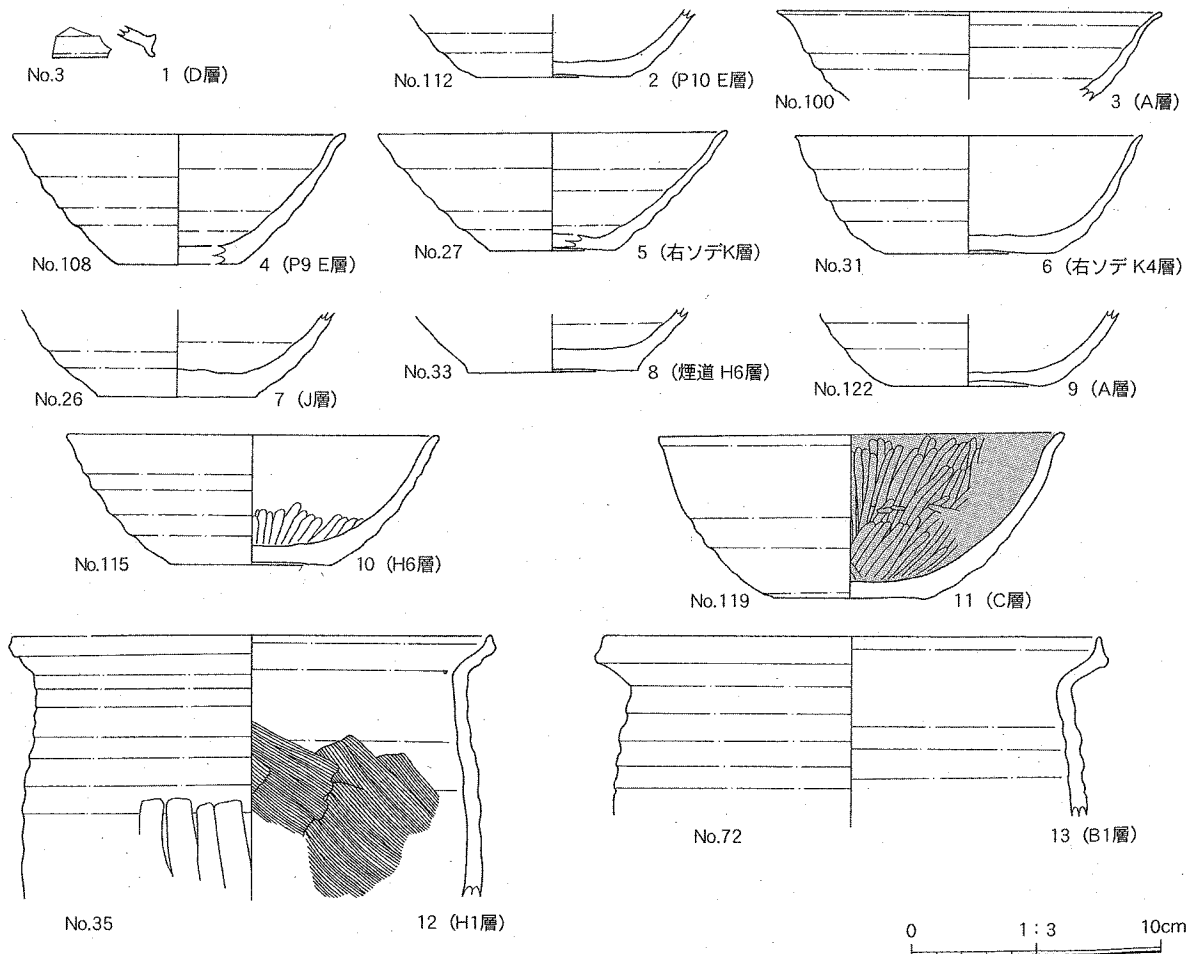 No.3 1 (D層)
No.112 2 (P10 E層)
No.100 3 (A層)
No.108 4 (P9 E層)
No.27 5 (右ソデK層)
No.31 6 (右ソデ K4層)
No.26 7 (J層)
No.33 8 (煙道 H6層)
No.122 9 (A層)
No.115 10 (H6層)
No.119 11 (C層)
No.35 12 (H1層)
No.72 13 (B1層)
0 1：3 10cm